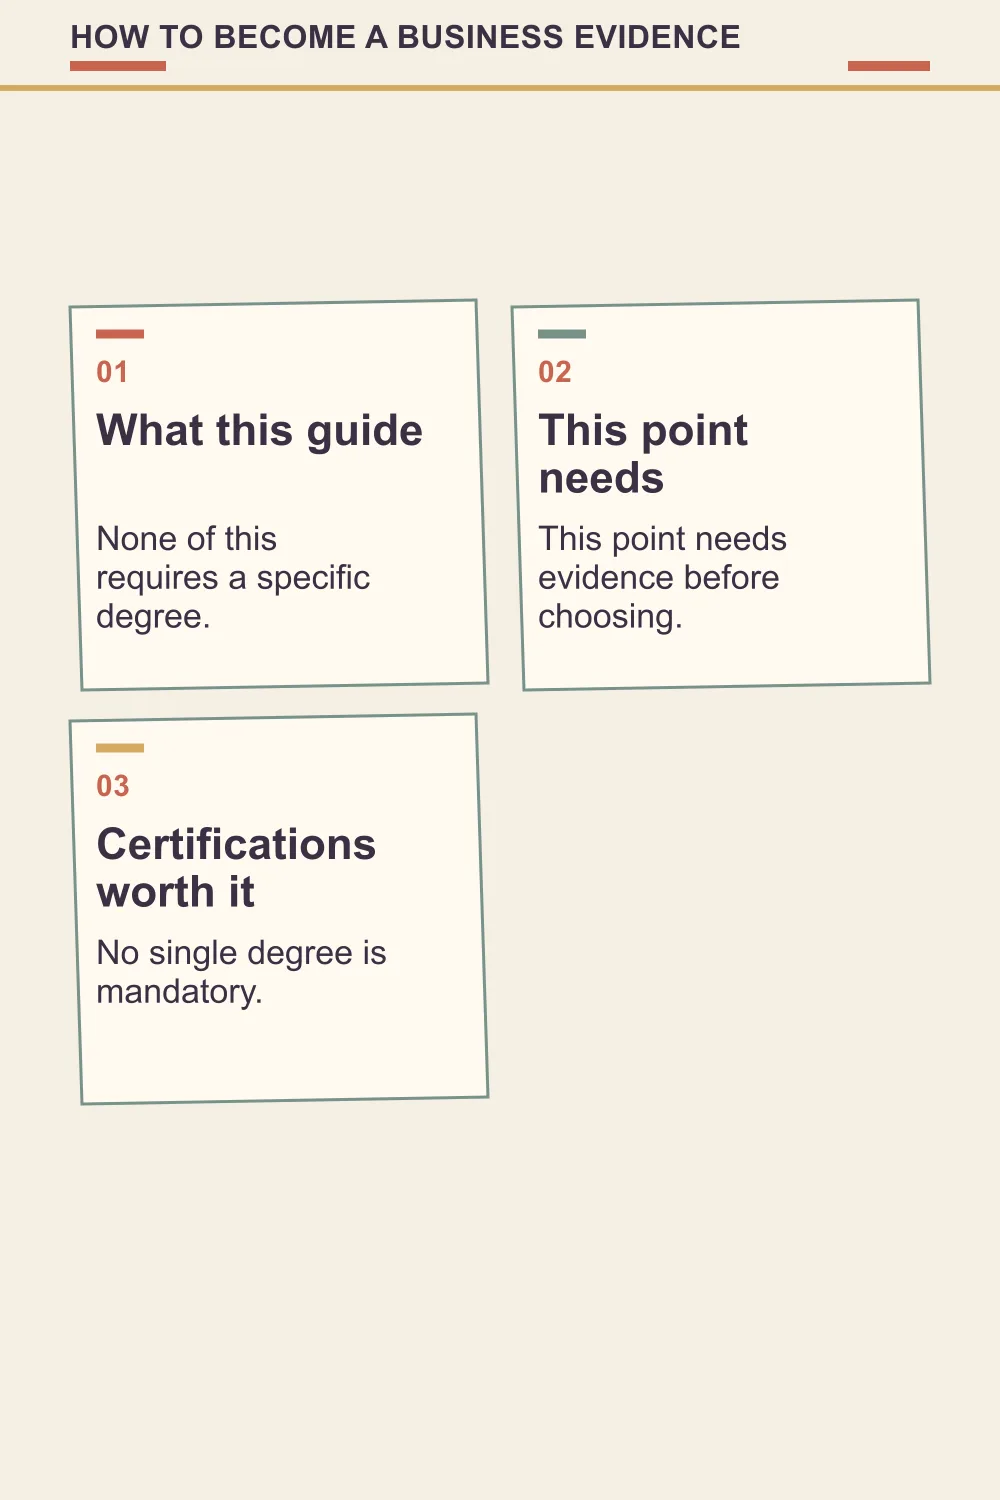 HOW TO BECOME A BUSINESS EVIDENCE
01
What this guide
None of this
requires a specific
degree.
02
This point
needs
This point needs
evidence before
choosing.
03
Certifications
worth it
No single degree is
mandatory.